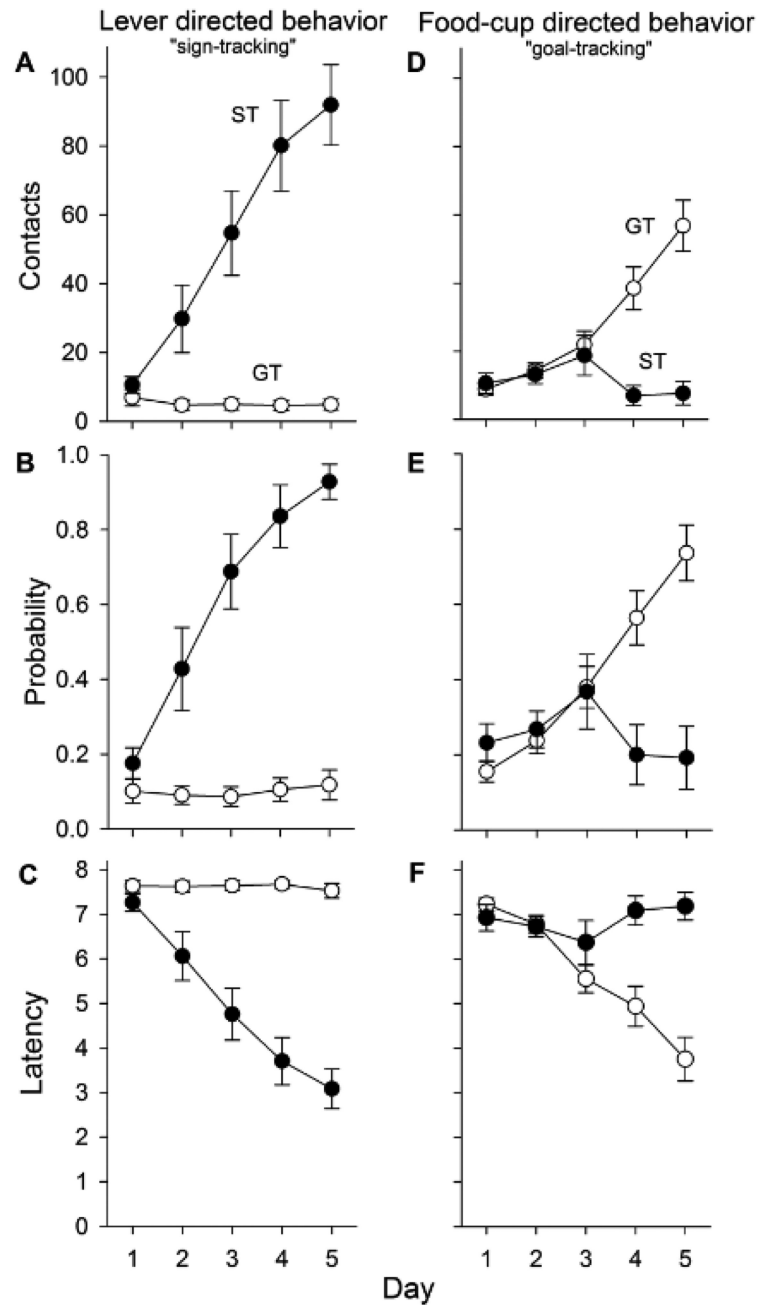 Lever directed behavior
"sign-tracking"
Food-cup directed behavior
"goal-tracking"
A
Contacts
100
80
60
40
20
0
ST
GT
D
GT
ST
B
Probability
1.0
0.8
0.6
0.4
0.2
0.0
E
C
Latency
8
7
6
5
4
3
2
1
0
1 2 3 4 5
F
1 2 3 4 5
Day